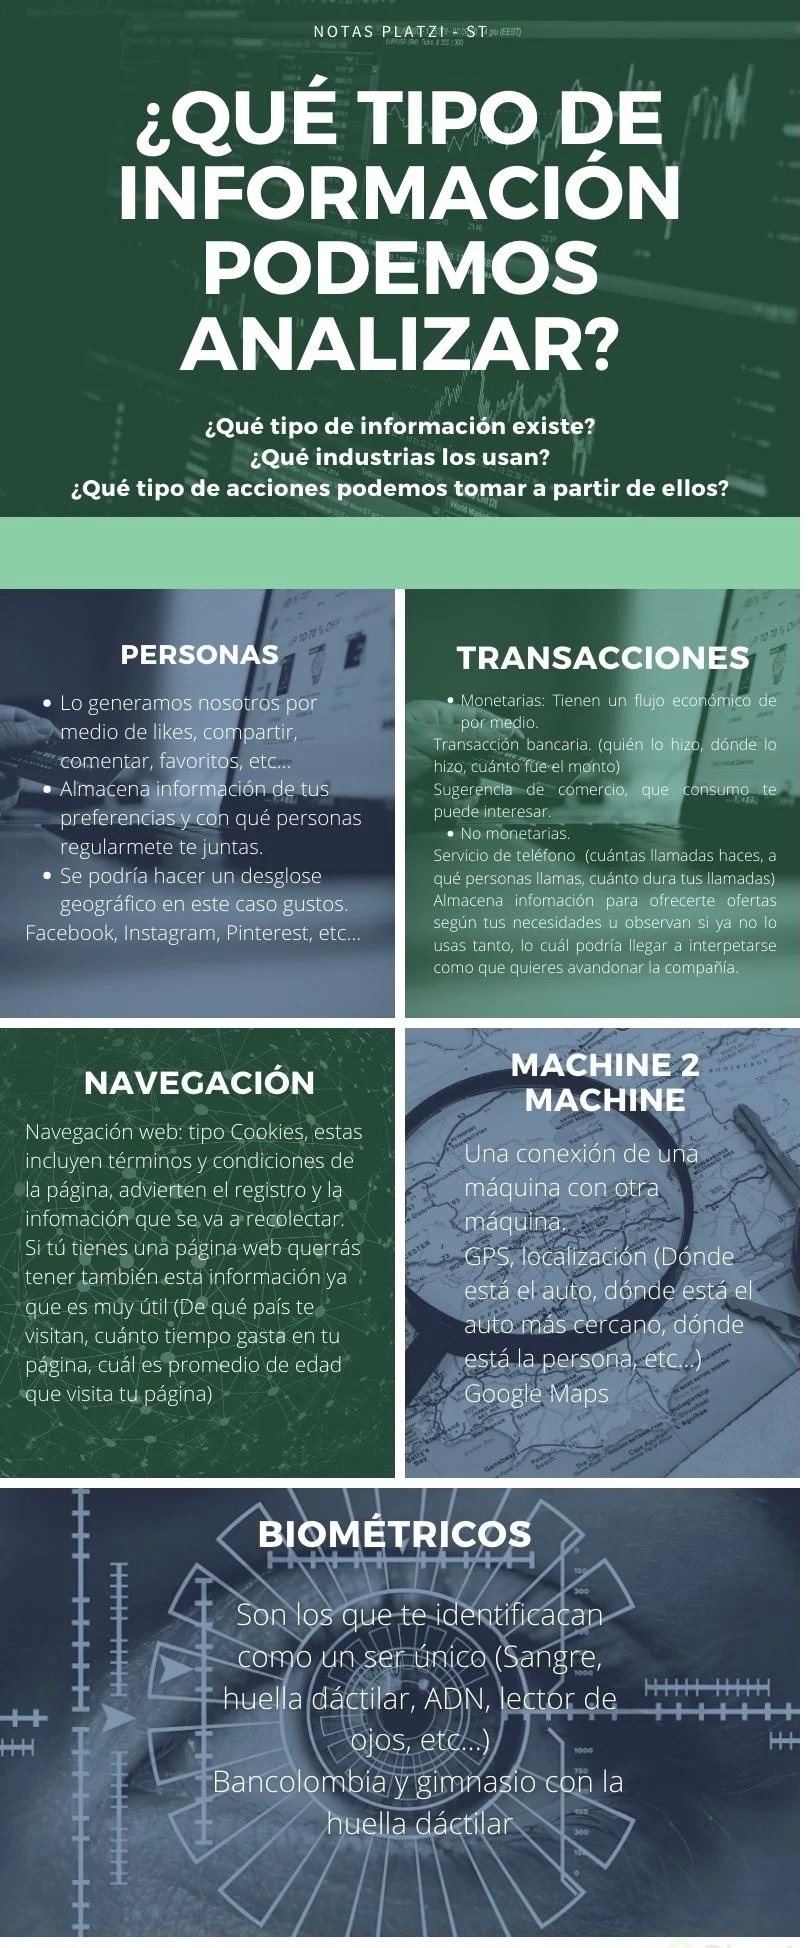 NOTAS PLATZI - ST
¿QUÉ TIPO DE
INFORMACIÓN
PODEMOS
ANALIZAR?
¿Qué tipo de información existe?
¿Qué industrias los usan?
¿Qué tipo de acciones podemos tomar a partir de ellos?
PERSONAS
• Lo generamos nosotros por
medio de likes, compartir,
comentar, favoritos, etc...
• Almacena información de tus
preferencias y con qué personas
regularmete te juntas.
• Se podría hacer un desglose
geográfico en este caso gustos.
Facebook, Instagram, Pinterest, etc...
TRANSACCIONES
• Monetarias: Tienen un flujo económico de
por medio.
Transacción bancaria. (quién lo hizo, dónde lo
hizo, cuánto fue el monto)
Sugerencia de comercio, que consumo te
puede interesar.
• No monetarias.
Servicio de teléfono (cuántas llamadas haces, a
qué personas llamas, cuánto dura tus llamadas)
Almacena infomación para ofrecerte ofertas
según tus necesidades u observan si ya no lo
usas tanto, lo cuál podría llegar a interpetarse
como que quieres avandonar la compañía.
NAVEGACIÓN
Navegación web: tipo Cookies, estas
incluyen términos y condiciones de
la página, advierten el registro y la
infomación que se va a recolectar.
Si tú tienes una página web querrás
tener también esta información ya
que es muy útil (De qué país te
visitan, cuánto tiempo gasta en tu
página, cuál es promedio de edad
que visita tu página)
MACHINE 2
MACHINE
Una conexión de una
máquina con otra
máquina.
GPS, localización (Dónde
está el auto, dónde está el
auto más cercano, dónde
está la persona, etc...)
Google Maps
BIOMÉTRICOS
Son los que te identificacan
como un ser único (Sangre,
huella dáctilar, ADN, lector de
ojos, etc...)
Bancolombia y gimnasio con la
huella dáctilar